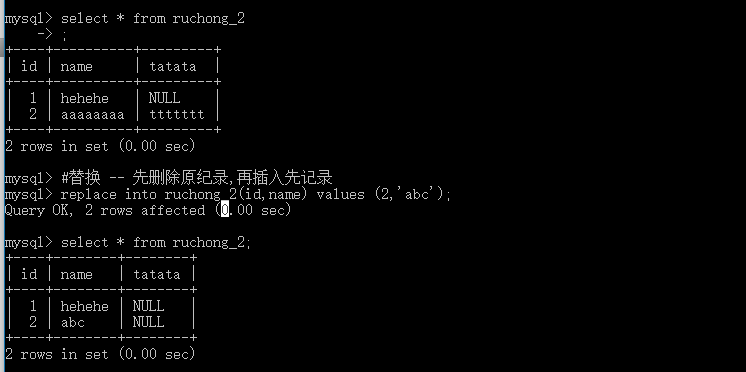 mysql> select * from ruchong_2
    -> ;
+----+----------+---------+
| id | name     | tatata  |
+----+----------+---------+
|  1 | hehehe   | NULL    |
|  2 | aaaaaaaa | ttttttt |
+----+----------+---------+
2 rows in set (0.00 sec)
mysql> #替换 -- 先删除原纪录,再插入先记录
mysql> replace into ruchong_2(id,name) values (2,'abc');
Query OK, 2 rows affected (0.00 sec)
mysql> select * from ruchong_2;
+----+--------+--------+
| id | name   | tatata |
+----+--------+--------+
|  1 | hehehe | NULL   |
|  2 | abc    | NULL   |
+----+--------+--------+
2 rows in set (0.00 sec)